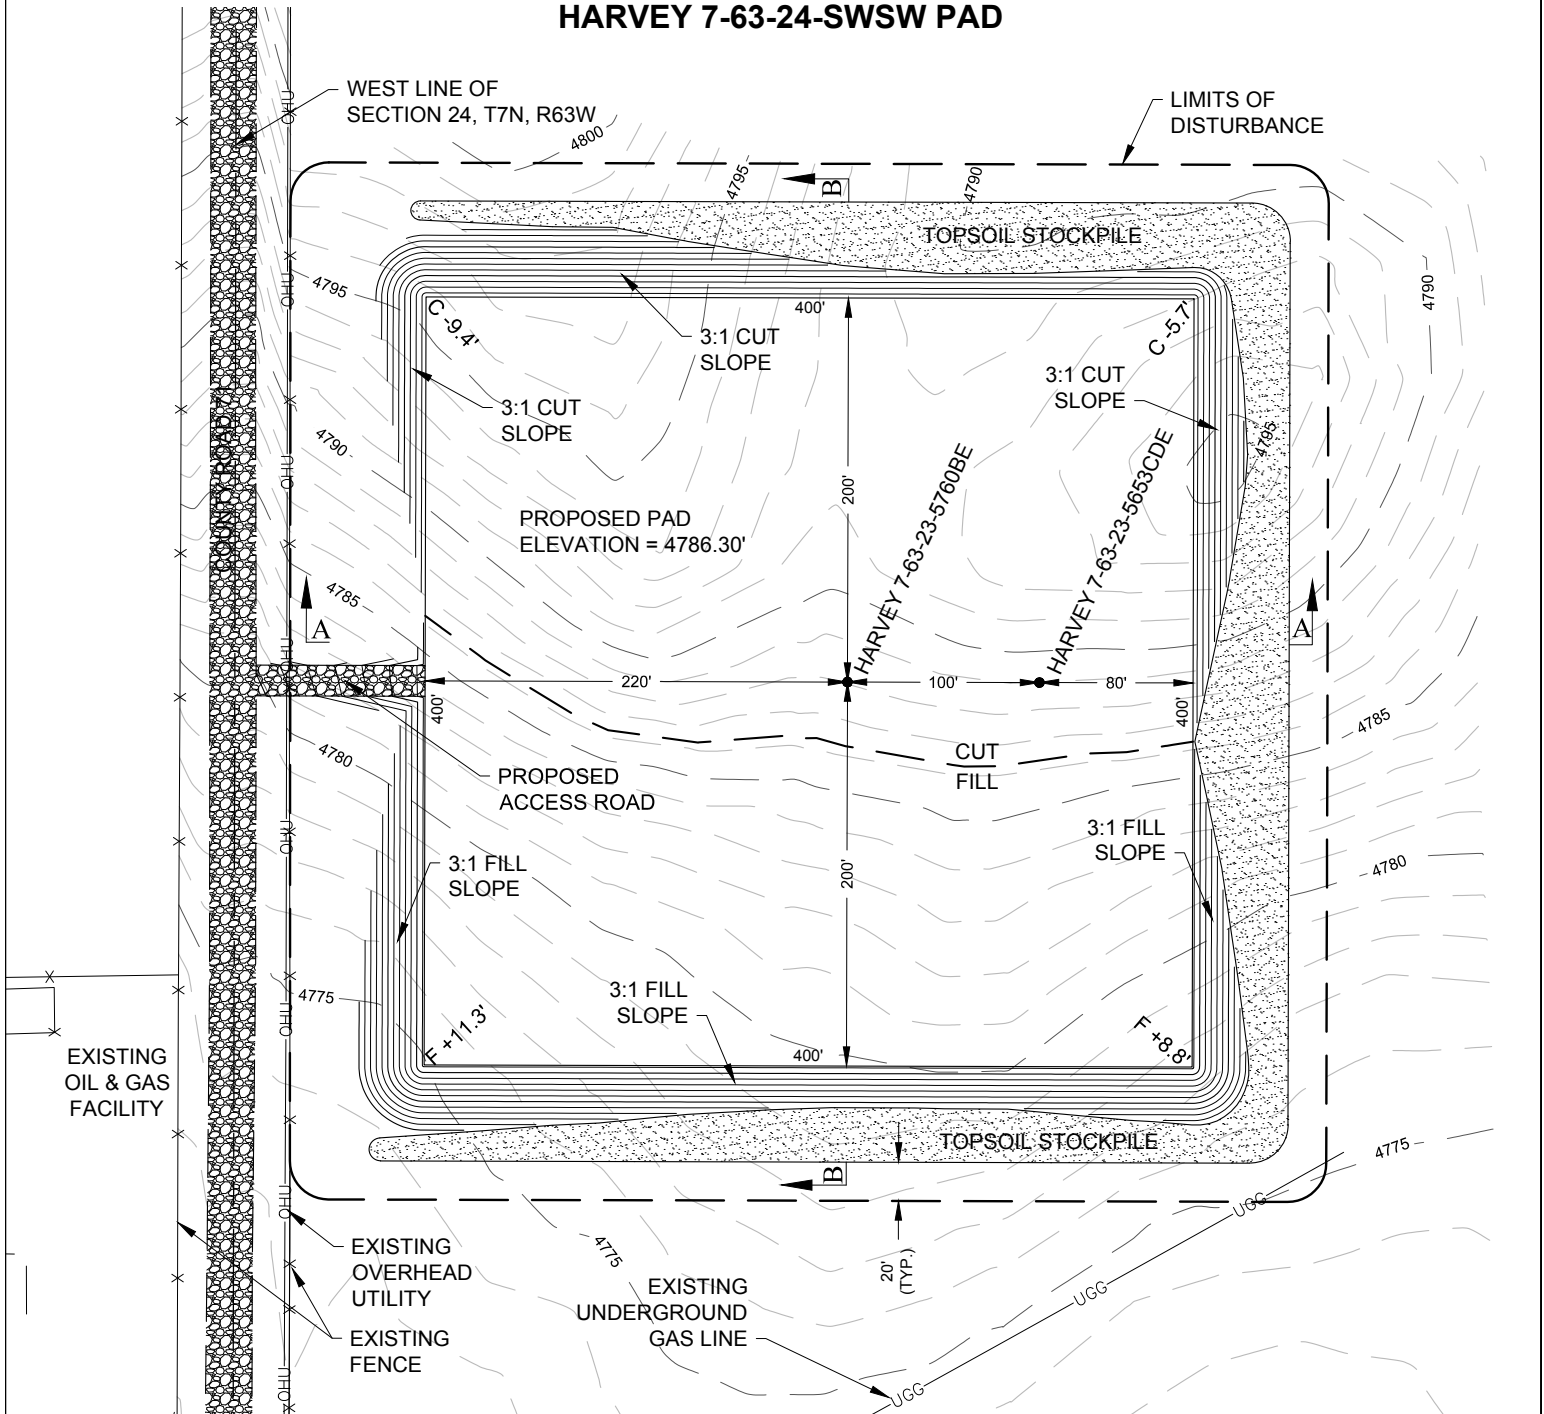 HARVEY 7-63-24-SWSW PAD
WEST LINE OF
SECTION 24, T7N, R63W
LIMITS OF
DISTURBANCE
4800
4795
4790
B
TOPSOIL STOCKPILE
4795
4790
400'
C -9.4'
C -5.7'
3:1 CUT
SLOPE
3:1 CUT
SLOPE
3:1 CUT
SLOPE
4790
4795
200'
HARVEY 7-63-23-5760BE
HARVEY 7-63-23-5653CDE
PROPOSED PAD
ELEVATION = 4786.30'
4785
A
A
220'
100'
80'
400'
400'
4785
4780
CUT
FILL
PROPOSED
ACCESS ROAD
3:1 FILL
SLOPE
3:1 FILL
SLOPE
200'
4780
4775
3:1 FILL
SLOPE
F +11.3'
F +8.8'
400'
EXISTING
OIL & GAS
FACILITY
TOPSOIL STOCKPILE
4775
B
UGG
20'
(TYP.)
4775
EXISTING
OVERHEAD
UTILITY
EXISTING
UNDERGROUND
GAS LINE
UGG
EXISTING
FENCE
UGG
OHU
OHU
OHU
OHU
OHU
OHU
OHU
OHU